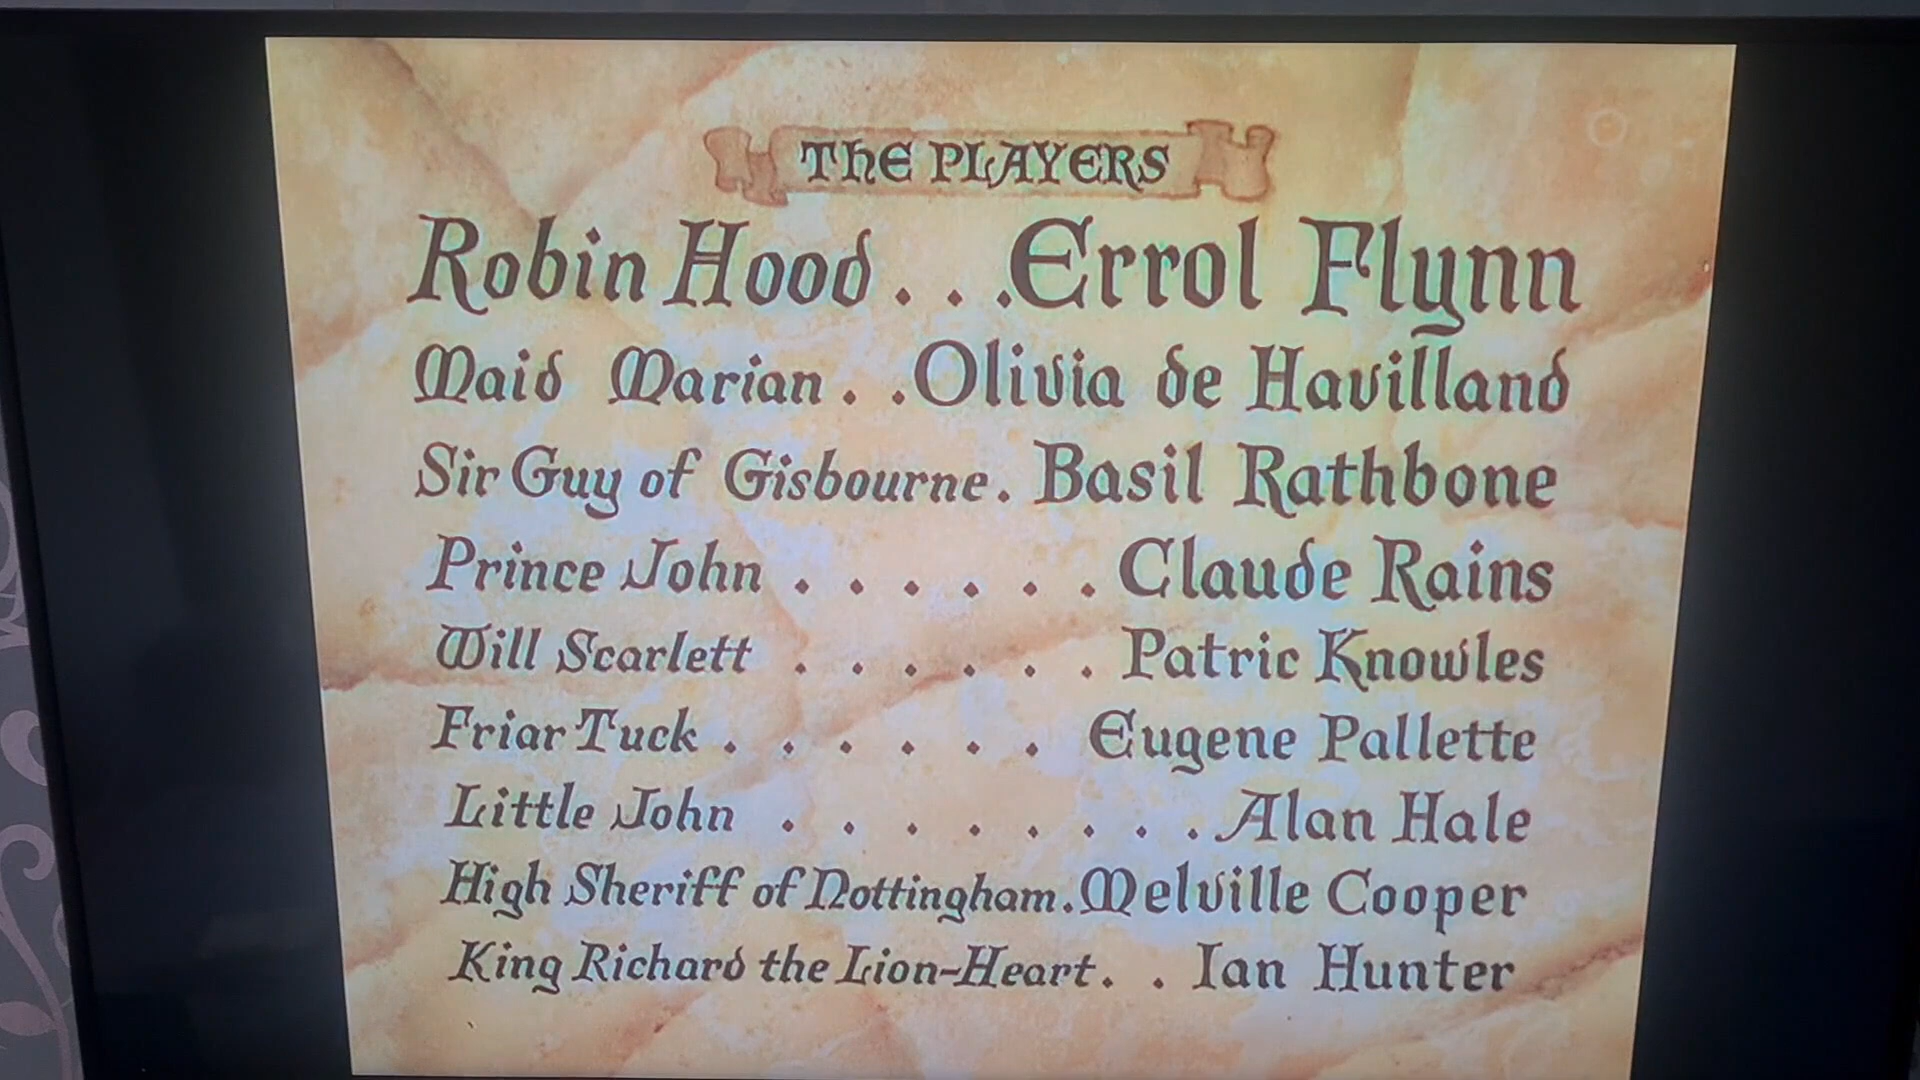 THE PLAYERS
Robin Hood . . . Errol Flynn
Maid Marian . . Olivia de Havilland
Sir Guy of Gisbourne . Basil Rathbone
Prince John . . . . . . Claude Rains
Will Scarlett . . . . . . Patric Knowles
Friar Tuck . . . . . . Eugene Pallette
Little John . . . . . . . . Alan Hale
High Sheriff of Nottingham . Melville Cooper
King Richard the Lion-Heart . . Ian Hunter